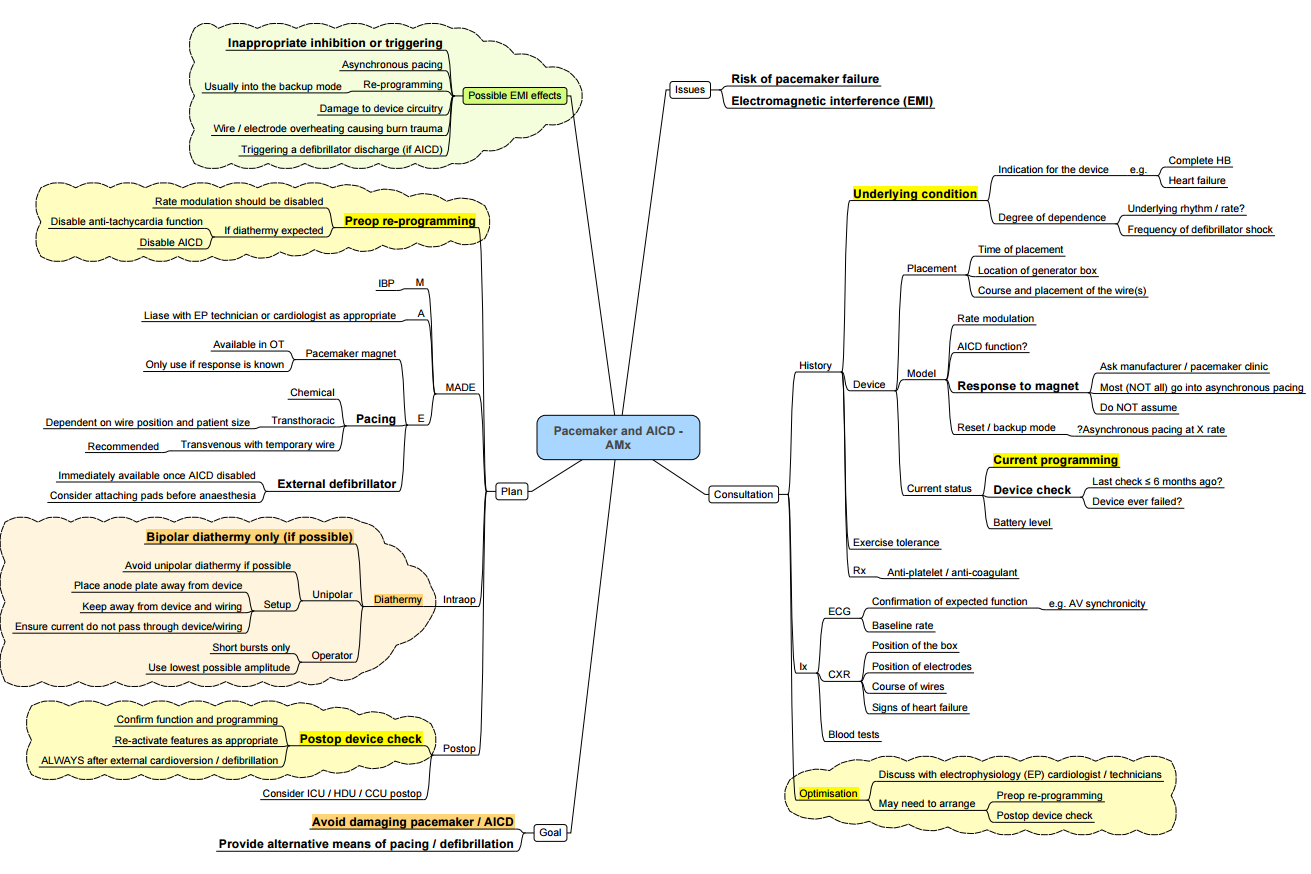 Pacemaker and AICD -
AMx
Issues
Risk of pacemaker failure
Electromagnetic interference (EMI)
Consultation
History
Underlying condition
Indication for the device
e.g.
Complete HB
Heart failure
Degree of dependence
Underlying rhythm / rate?
Frequency of defibrillator shock
Device
Placement
Time of placement
Location of generator box
Course and placement of the wire(s)
Model
Rate modulation
AICD function?
Response to magnet
Ask manufacturer / pacemaker clinic
Most (NOT all) go into asynchronous pacing
Do NOT assume
Reset / backup mode
?Asynchronous pacing at X rate
Current status
Current programming
Device check
Last check ≤ 6 months ago?
Device ever failed?
Battery level
Exercise tolerance
Rx
Anti-platelet / anti-coagulant
Ix
ECG
Confirmation of expected function
e.g. AV synchronicity
Baseline rate
CXR
Position of the box
Position of electrodes
Course of wires
Signs of heart failure
Blood tests
Optimisation
Discuss with electrophysiology (EP) cardiologist / technicians
May need to arrange
Preop re-programming
Postop device check
Possible EMI effects
Inappropriate inhibition or triggering
Asynchronous pacing
Re-programming
Usually into the backup mode
Damage to device circuitry
Wire / electrode overheating causing burn trauma
Triggering a defibrillator discharge (if AICD)
Plan
Preop re-programming
Rate modulation should be disabled
If diathermy expected
Disable anti-tachycardia function
Disable AICD
MADE
M
IBP
A
Liase with EP technician or cardiologist as appropriate
E
Pacemaker magnet
Available in OT
Only use if response is known
Pacing
Chemical
Transthoracic
Dependent on wire position and patient size
Transvenous with temporary wire
Recommended
External defibrillator
Immediately available once AICD disabled
Consider attaching pads before anaesthesia
Intraop
Diathermy
Bipolar diathermy only (if possible)
Unipolar
Avoid unipolar diathermy if possible
Setup
Place anode plate away from device
Keep away from device and wiring
Ensure current do not pass through device/wiring
Operator
Short bursts only
Use lowest possible amplitude
Postop
Postop device check
Confirm function and programming
Re-activate features as appropriate
ALWAYS after external cardioversion / defibrillation
Consider ICU / HDU / CCU postop
Goal
Avoid damaging pacemaker / AICD
Provide alternative means of pacing / defibrillation